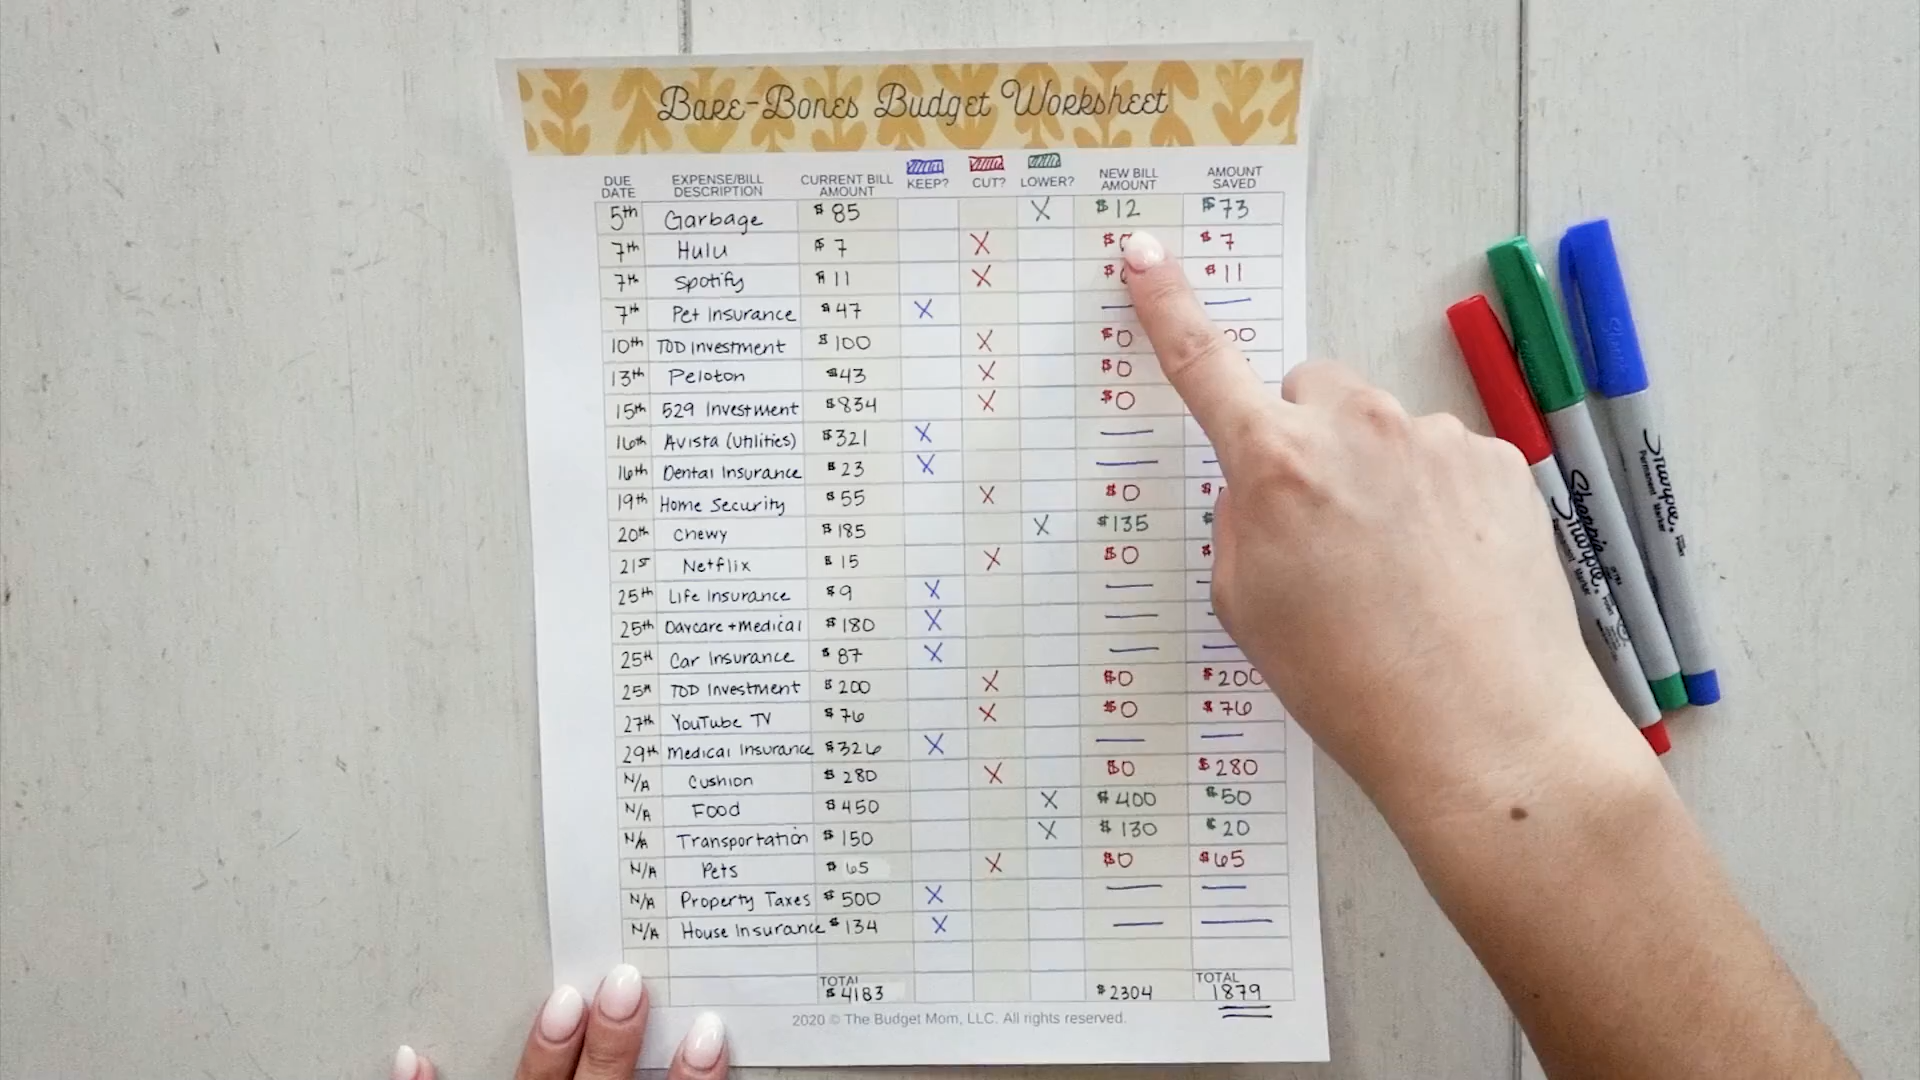 Bare-Bones Budget Worksheet
DUE DATE EXPENSE/BILL DESCRIPTION CURRENT BILL AMOUNT KEEP? CUT? LOWER? NEW BILL AMOUNT AMOUNT SAVED
5th Garbage $85 X $12 $73
7th Hulu $7 X $ $7
7th Spotify $11 X $ $11
7th Pet Insurance $47 X — —
10th TOD Investment $100 X $0 00
13th Peloton $43 X $0
15th 529 Investment $834 X $0
16th Avista (utilities) $321 X —
16th Dental Insurance $23 X — —
19th Home Security $55 X $0 $
20th Chewy $185 X $135 $
21st Netflix $15 X $0 $
25th Life Insurance $9 X — —
25th Daycare + Medical $180 X — —
25th Car Insurance $87 X — —
25th TOD Investment $200 X $0 $200
27th YouTube TV $76 X $0 $76
29th Medical Insurance $326 X — —
N/A Cushion $280 X $0 $280
N/A Food $450 X $400 $50
N/A Transportation $150 X $130 $20
N/A Pets $65 X $0 $65
N/A Property Taxes $500 X — —
N/A House Insurance $134 X — —
TOTAL $4183 $2304 TOTAL 1879
2020 © The Budget Mom, LLC. All rights reserved.
Sharpie
Sharpie
Sharpie
Permanent Marker